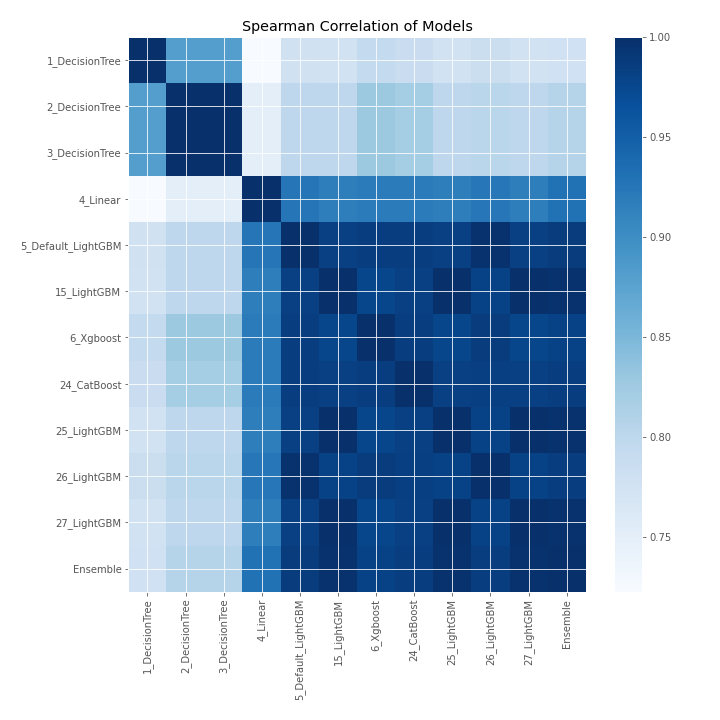 Spearman Correlation of Models
1_DecisionTree
2_DecisionTree
3_DecisionTree
4_Linear
5_Default_LightGBM
15_LightGBM
6_Xgboost
24_CatBoost
25_LightGBM
26_LightGBM
27_LightGBM
Ensemble
1_DecisionTree
2_DecisionTree
3_DecisionTree
4_Linear
5_Default_LightGBM
15_LightGBM
6_Xgboost
24_CatBoost
25_LightGBM
26_LightGBM
27_LightGBM
Ensemble
1.00
0.95
0.90
0.85
0.80
0.75